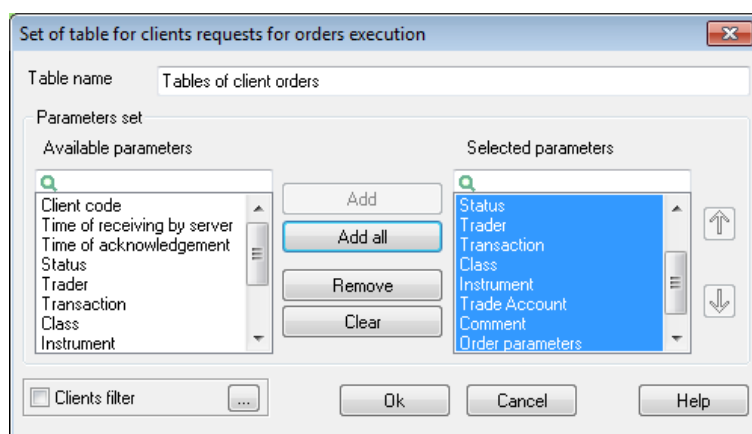 Set of table for clients requests for orders execution
Table name
Tables of client orders
Parameters set
Available parameters
Selected parameters
Client code
Time of receiving by server
Time of acknowledgement
Status
Trader
Transaction
Class
Instrument
Add
Add all
Remove
Clear
Status
Trader
Transaction
Class
Instrument
Trade Account
Comment
Order parameters
Clients filter
...
Ok
Cancel
Help